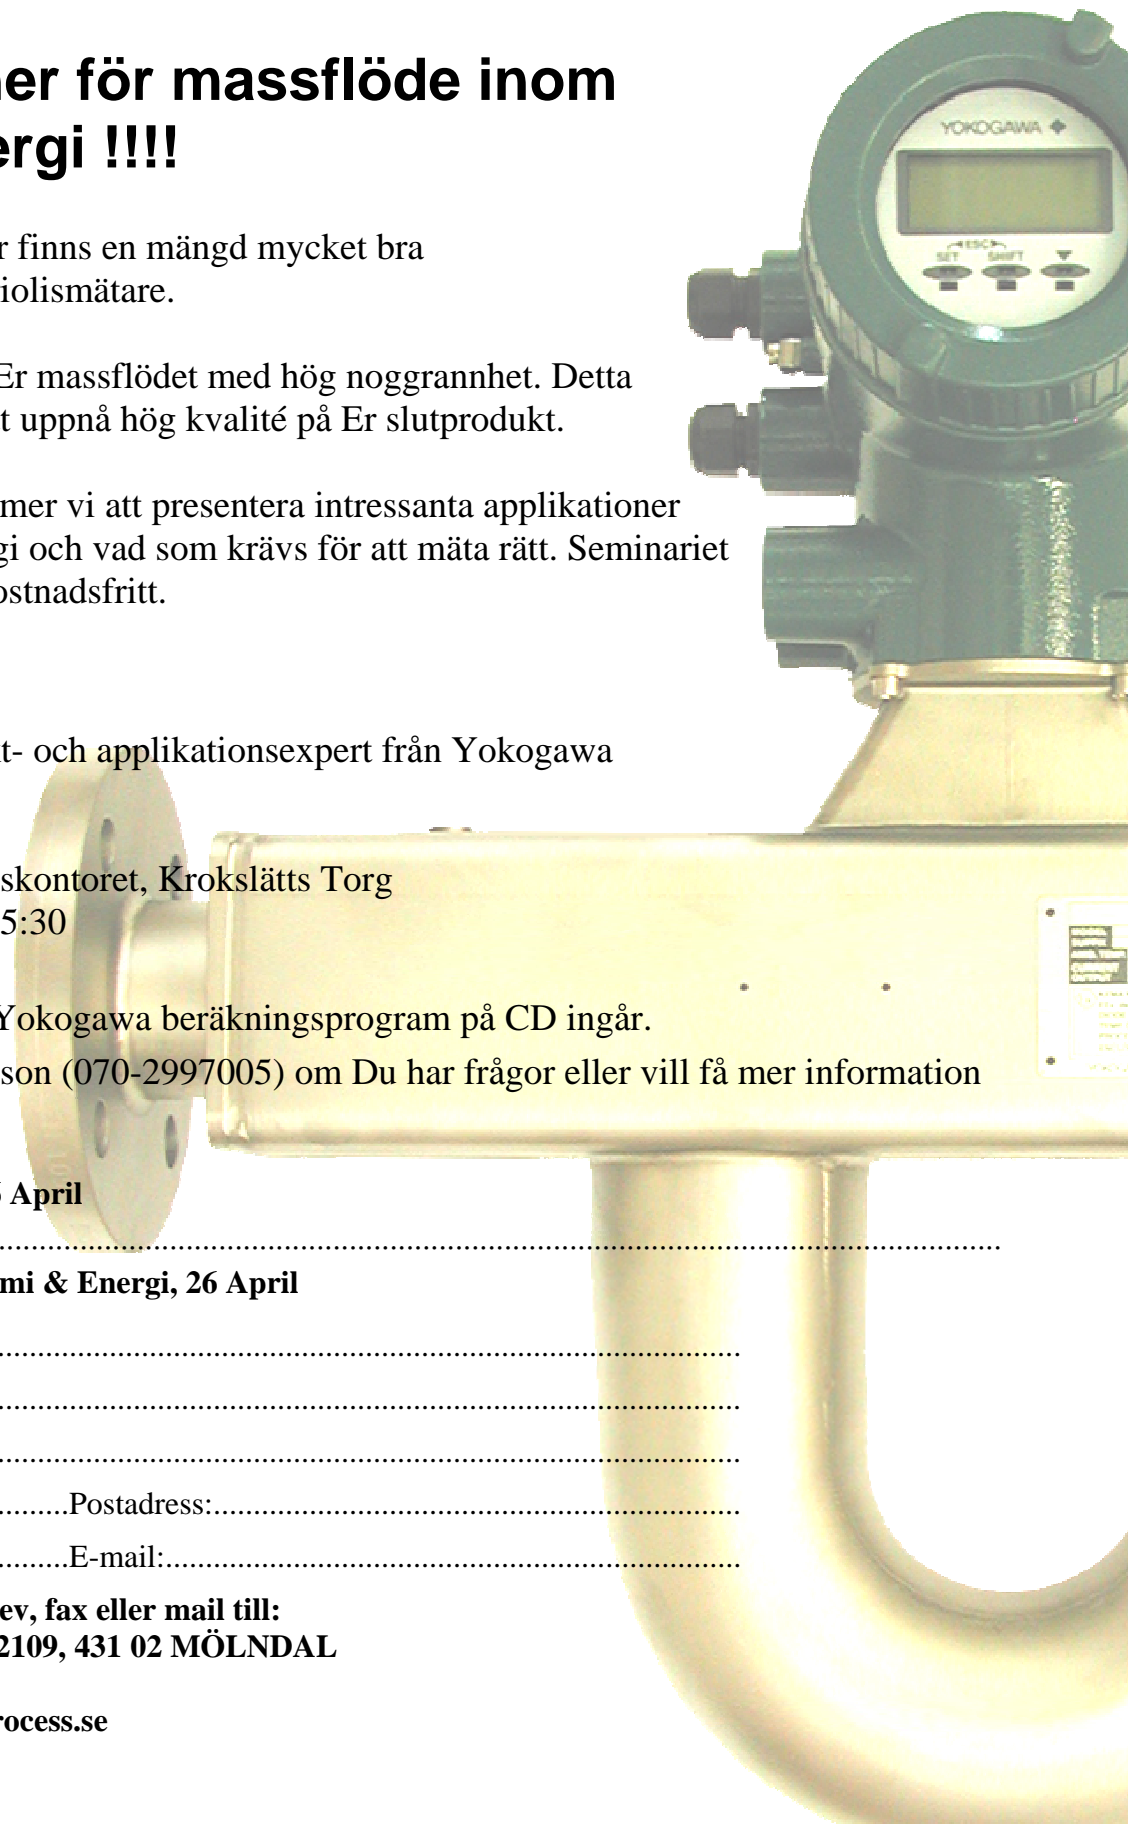 ner för massflöde inom
ergi !!!!
YOKOGAWA
ESC
SET SHIFT
r finns en mängd mycket bra
iolismätare.
Er massflödet med hög noggrannhet. Detta
t uppnå hög kvalité på Er slutprodukt.
mer vi att presentera intressanta applikationer
gi och vad som krävs för att mäta rätt. Seminariet
ostnadsfritt.
t- och applikationsexpert från Yokogawa
skontoret, Krokslätts Torg
5:30
Yokogawa beräkningsprogram på CD ingår.
son (070-2997005) om Du har frågor eller vill få mer information
6 April
........................................................................................................................
mi & Energi, 26 April
...........................................................................................
...........................................................................................
...........................................................................................
.........Postadress:.................................................................
.........E-mail:.......................................................................
ev, fax eller mail till:
2109, 431 02 MÖLNDAL
rocess.se